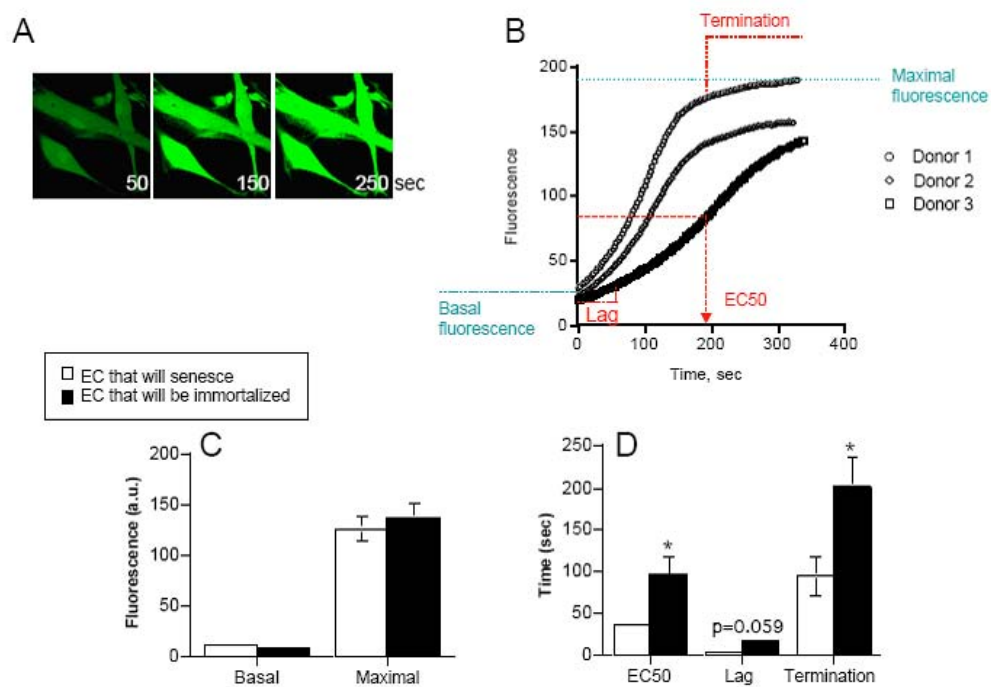 A
50
150
250
sec
B
Termination
Maximal
fluorescence
200
150
100
50
0
Fluorescence
Basal
fluorescence
Lag
EC50
0
100
200
300
400
Time, sec
Donor 1
Donor 2
Donor 3
EC that will senesce
EC that will be immortalized
C
200
150
100
50
0
Fluorescence (a.u.)
Basal
Maximal
D
250
200
150
100
50
0
Time (sec)
*
p=0.059
*
EC50
Lag
Termination